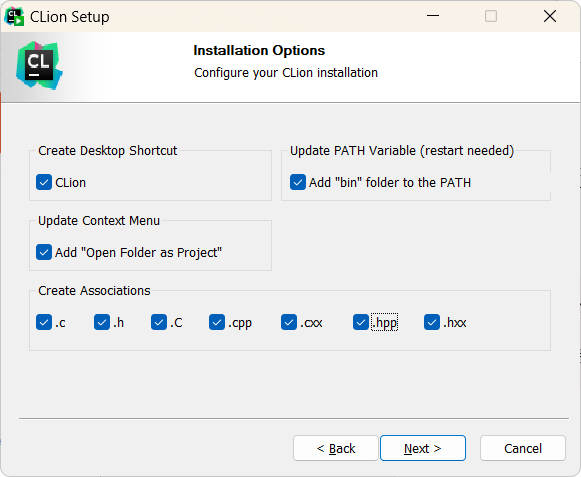 CLion Setup
CL
Installation Options
Configure your CLion installation
Create Desktop Shortcut
CLion
Update PATH Variable (restart needed)
Add "bin" folder to the PATH
Update Context Menu
Add "Open Folder as Project"
Create Associations
.c .h .C .cpp .cxx .hpp .hxx
< Back Next > Cancel